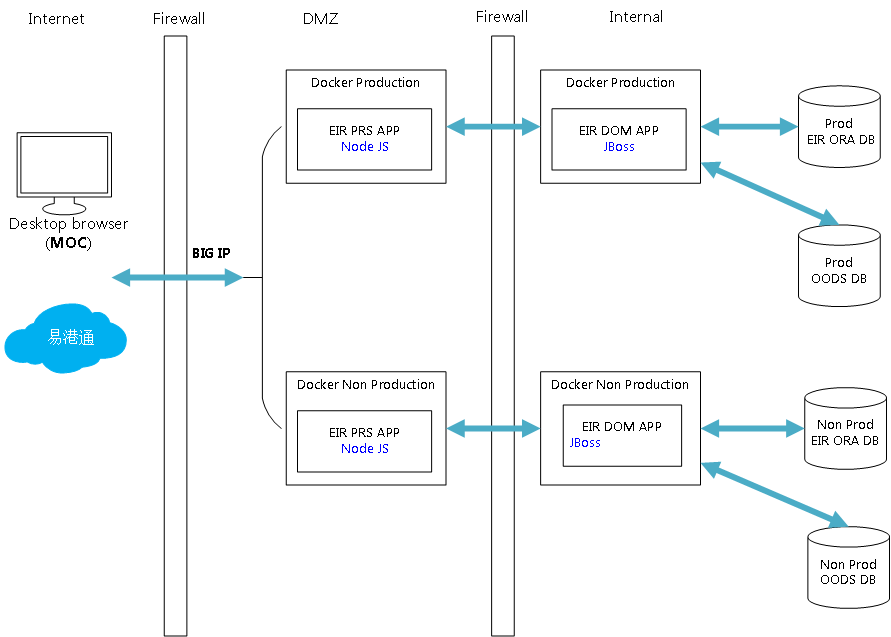 Internet
Firewall
DMZ
Firewall
Internal
Docker Production
EIR PRS APP
Node JS
Docker Production
EIR DOM APP
JBoss
Prod
EIR ORA DB
Desktop browser
(MOC)
BIG IP
Prod
OODS DB
易港通
Docker Non Production
EIR PRS APP
Node JS
Docker Non Production
EIR DOM APP
JBoss
Non Prod
EIR ORA DB
Non Prod
OODS DB